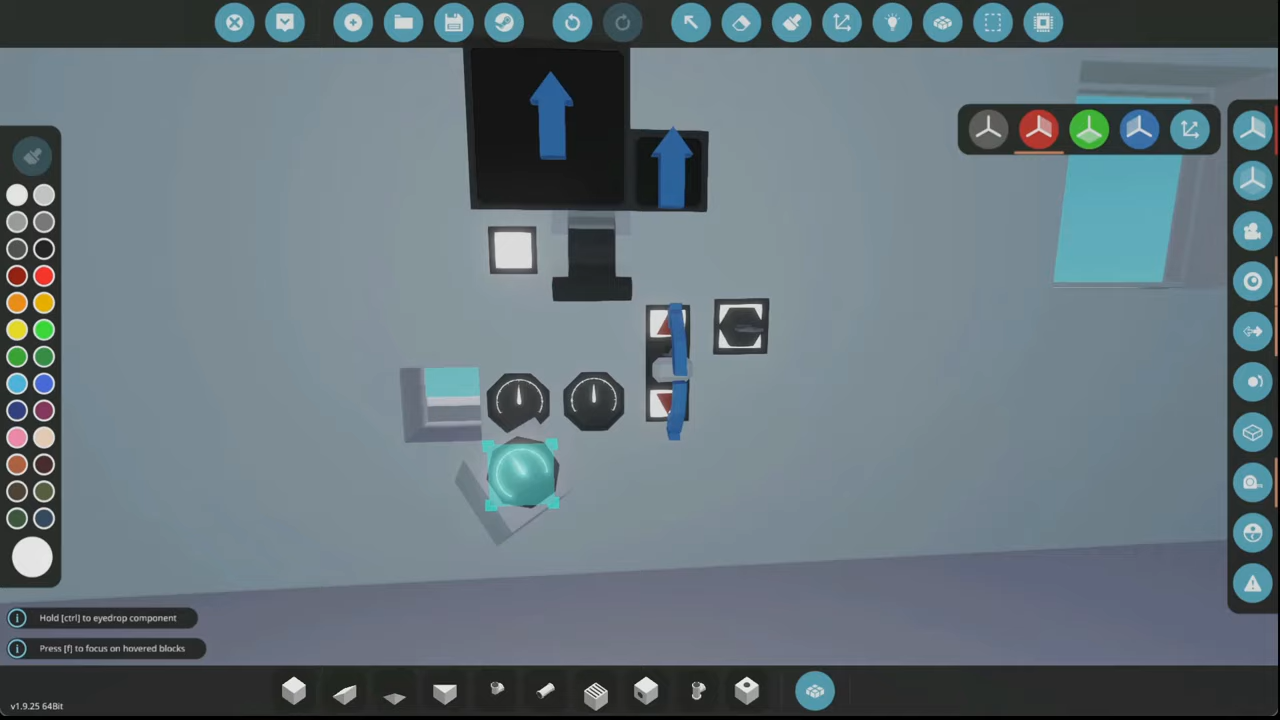 Hold [ctrl] to eyedrop component
Press [f] to focus on hovered blocks
v1.9.25 64Bit